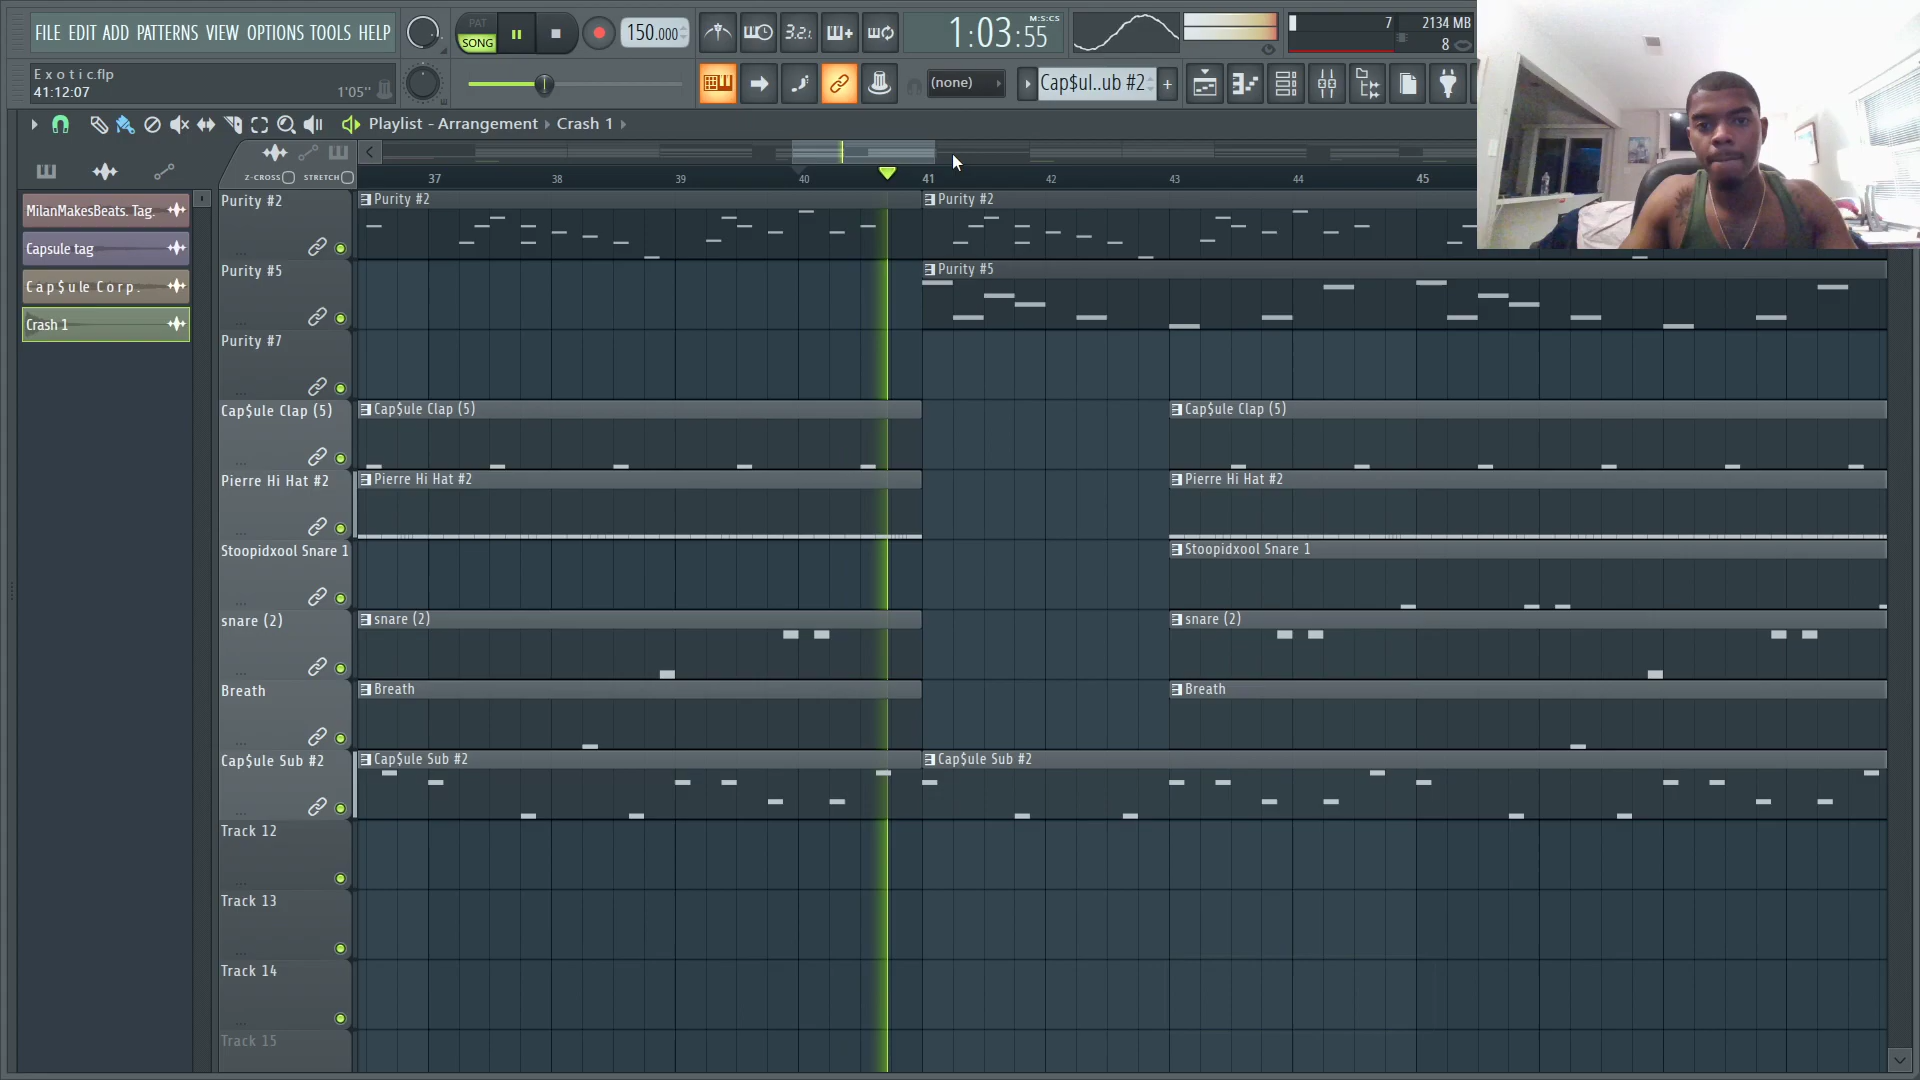 FILE EDIT ADD PATTERNS VIEW OPTIONS TOOLS HELP
PAT
SONG
150.000
3.2.1
1:03:55
M:S:CS
7
2134 MB
8
E x o t i c.flp
41:12:07
1'05"
(none)
Cap$ul..ub #2
Playlist - Arrangement
Crash 1
Z-CROSS
STRETCH
37 38 39 40 41 42 43 44 45
MilanMakesBeats. Tag.
Capsule tag
C a p $ u l e C o r p .
Crash 1
Purity #2
Purity #2
Purity #2
Purity #5
Purity #5
Purity #7
Cap$ule Clap (5)
Cap$ule Clap (5)
Cap$ule Clap (5)
Pierre Hi Hat #2
Pierre Hi Hat #2
Pierre Hi Hat #2
Stoopidxool Snare 1
Stoopidxool Snare 1
snare (2)
snare (2)
snare (2)
Breath
Breath
Breath
Cap$ule Sub #2
Cap$ule Sub #2
Cap$ule Sub #2
Track 12
Track 13
Track 14
Track 15